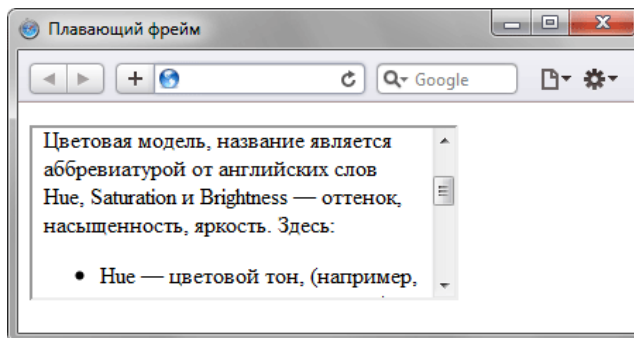 Плавающий фрейм
Google
Цветовая модель, название является
аббревиатурой от английских слов
Hue, Saturation и Brightness — оттенок,
насыщенность, яркость. Здесь:
• Hue — цветовой тон, (например,